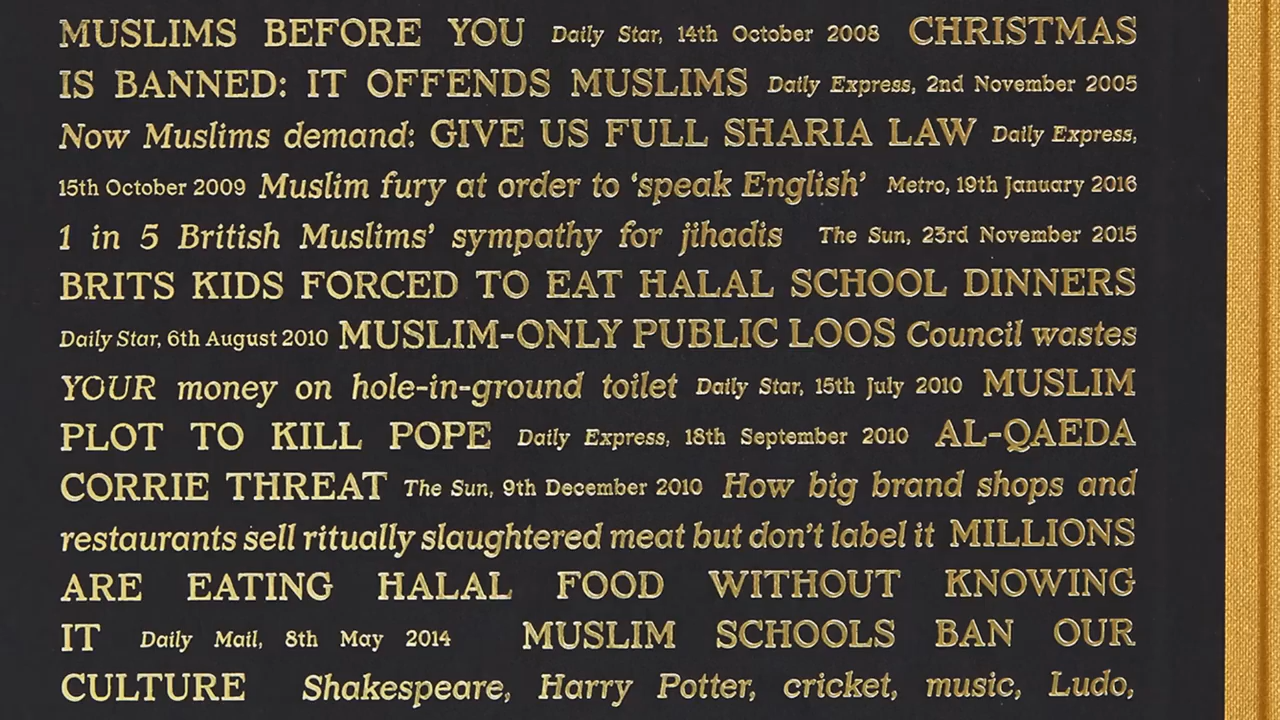 MUSLIMS BEFORE YOU Daily Star, 14th October 2008 CHRISTMAS
IS BANNED: IT OFFENDS MUSLIMS Daily Express, 2nd November 2005
Now Muslims demand: GIVE US FULL SHARIA LAW Daily Express,
15th October 2009 Muslim fury at order to ‘speak English’ Metro, 19th January 2016
1 in 5 British Muslims’ sympathy for jihadis The Sun, 23rd November 2015
BRITS KIDS FORCED TO EAT HALAL SCHOOL DINNERS
Daily Star, 6th August 2010 MUSLIM-ONLY PUBLIC LOOS Council wastes
YOUR money on hole-in-ground toilet Daily Star, 15th July 2010 MUSLIM
PLOT TO KILL POPE Daily Express, 18th September 2010 AL-QAEDA
CORRIE THREAT The Sun, 9th December 2010 How big brand shops and
restaurants sell ritually slaughtered meat but don’t label it MILLIONS
ARE EATING HALAL FOOD WITHOUT KNOWING
IT Daily Mail, 8th May 2014 MUSLIM SCHOOLS BAN OUR
CULTURE Shakespeare, Harry Potter, cricket, music, Ludo,